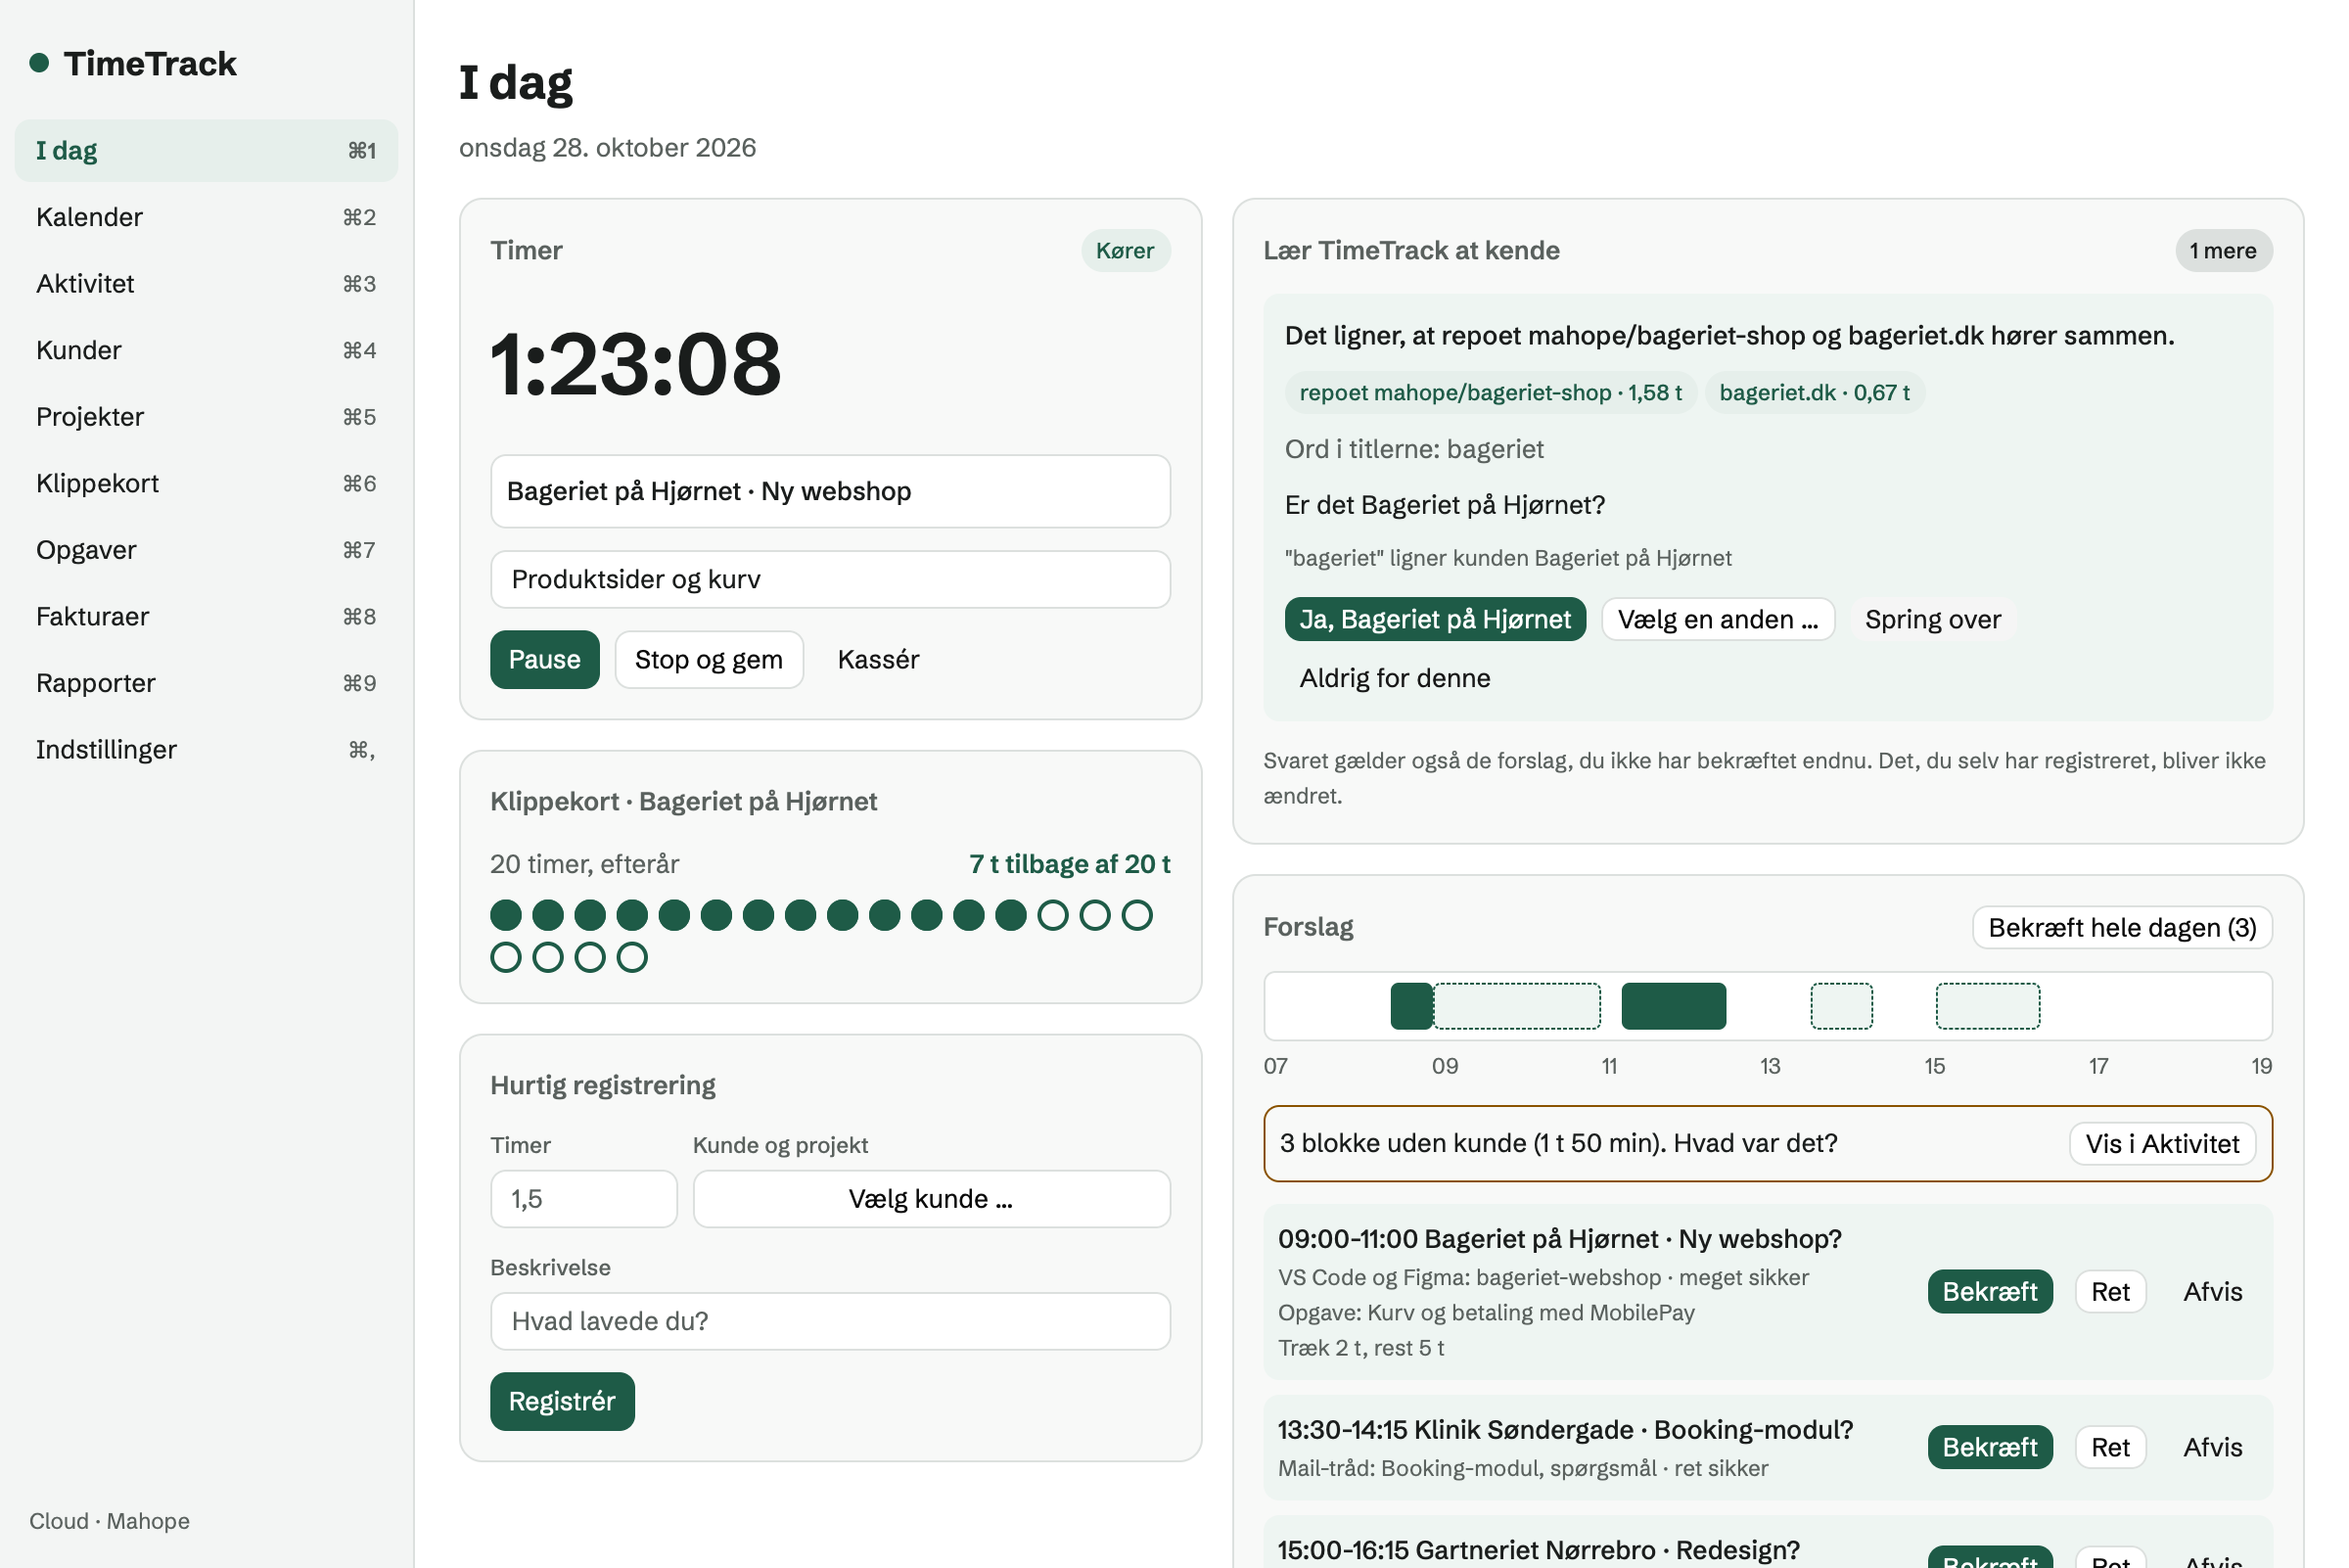 TimeTrack
I dag ⌘1
Kalender ⌘2
Aktivitet ⌘3
Kunder ⌘4
Projekter ⌘5
Klippekort ⌘6
Opgaver ⌘7
Fakturaer ⌘8
Rapporter ⌘9
Indstillinger ⌘,
Cloud · Mahope
I dag
onsdag 28. oktober 2026
Timer Kører
1:23:08
Bageriet på Hjørnet · Ny webshop
Produktsider og kurv
Pause Stop og gem Kassér
Klippekort · Bageriet på Hjørnet
20 timer, efterår 7 t tilbage af 20 t
Hurtig registrering
Timer Kunde og projekt
1,5 Vælg kunde ...
Beskrivelse
Hvad lavede du?
Registrér
Lær TimeTrack at kende 1 mere
Det ligner, at repoet mahope/bageriet-shop og bageriet.dk hører sammen.
repoet mahope/bageriet-shop · 1,58 t bageriet.dk · 0,67 t
Ord i titlerne: bageriet
Er det Bageriet på Hjørnet?
"bageriet" ligner kunden Bageriet på Hjørnet
Ja, Bageriet på Hjørnet Vælg en anden ... Spring over
Aldrig for denne
Svaret gælder også de forslag, du ikke har bekræftet endnu. Det, du selv har registreret, bliver ikke
ændret.
Forslag Bekræft hele dagen (3)
07 09 11 13 15 17 19
3 blokke uden kunde (1 t 50 min). Hvad var det? Vis i Aktivitet
09:00-11:00 Bageriet på Hjørnet · Ny webshop?
VS Code og Figma: bageriet-webshop · meget sikker
Opgave: Kurv og betaling med MobilePay
Træk 2 t, rest 5 t
Bekræft Ret Afvis
13:30-14:15 Klinik Søndergade · Booking-modul?
Mail-tråd: Booking-modul, spørgsmål · ret sikker
Bekræft Ret Afvis
15:00-16:15 Gartneriet Nørrebro · Redesign?
Bekræft Ret Afvis